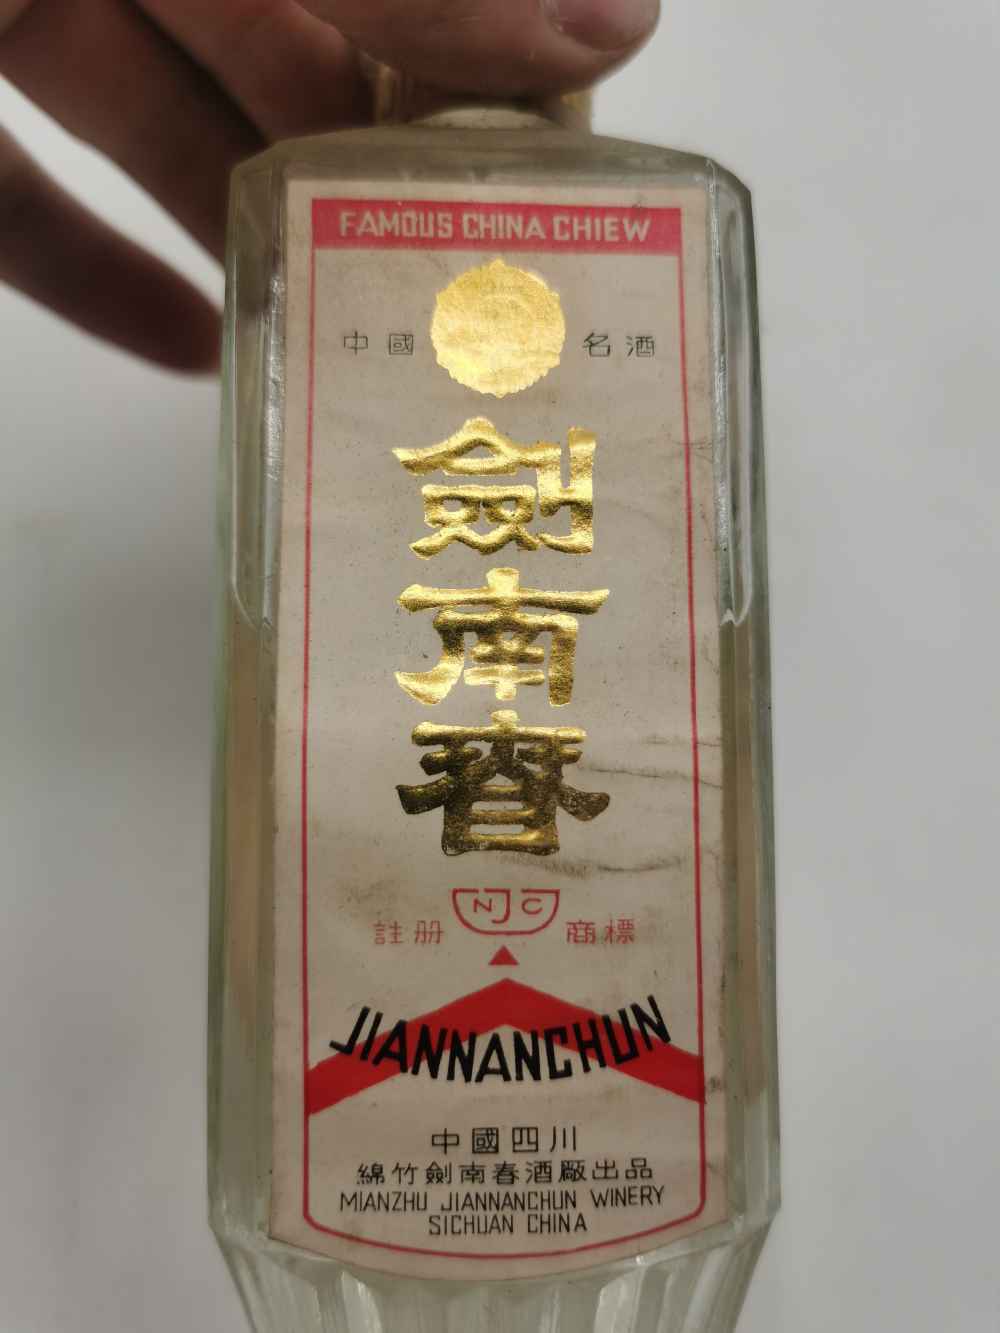 FAMOUS CHINA CHIEW
中國 名酒
劍
南
春
NJC
註册 商標
JIANNANCHUN
中國四川
綿竹劍南春酒厰出品
MIANZHU JIANNANCHUN WINERY
SICHUAN CHINA